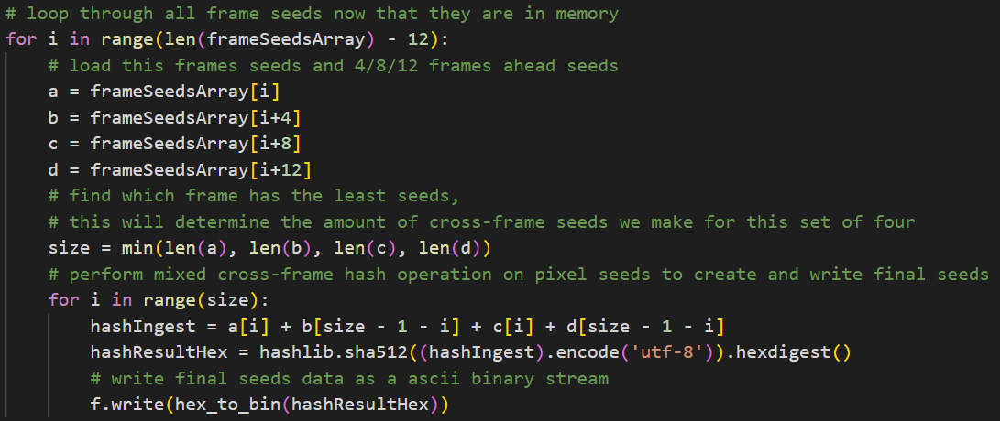 # loop through all frame seeds now that they are in memory
for i in range(len(frameSeedsArray) - 12):
    # load this frames seeds and 4/8/12 frames ahead seeds
    a = frameSeedsArray[i]
    b = frameSeedsArray[i+4]
    c = frameSeedsArray[i+8]
    d = frameSeedsArray[i+12]
    # find which frame has the least seeds,
    # this will determine the amount of cross-frame seeds we make for this set of four
    size = min(len(a), len(b), len(c), len(d))
    # perform mixed cross-frame hash operation on pixel seeds to create and write final seeds
    for i in range(size):
        hashIngest = a[i] + b[size - 1 - i] + c[i] + d[size - 1 - i]
        hashResultHex = hashlib.sha512((hashIngest).encode('utf-8')).hexdigest()
        # write final seeds data as a ascii binary stream
        f.write(hex_to_bin(hashResultHex))